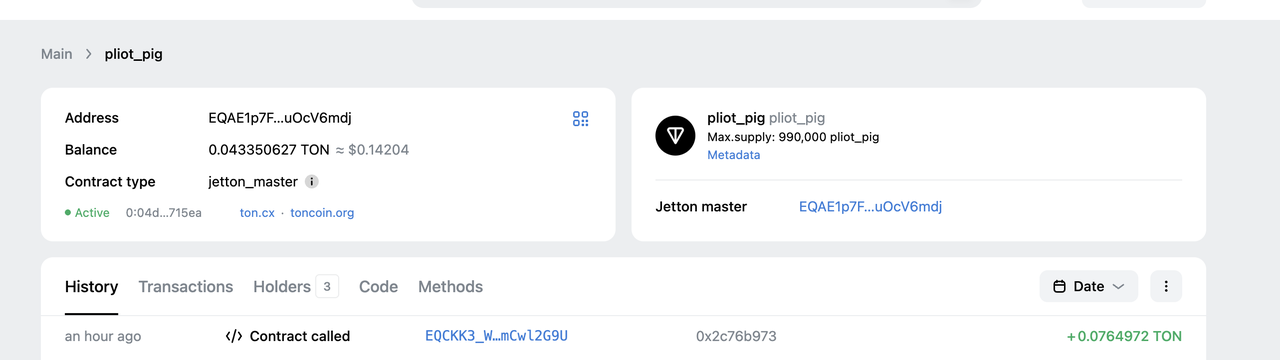 Main > pliot_pig
Address EQAE1p7F...uOcV6mdj
Balance 0.043350627 TON ≈ $0.14204
Contract type jetton_master i
Active 0:04d...715ea ton.cx · toncoin.org
pliot_pig pliot_pig
Max.supply: 990,000 pliot_pig
Metadata
Jetton master EQAE1p7F...uOcV6mdj
History Transactions Holders 3 Code Methods Date
an hour ago </> Contract called EQCKK3_W…mCwl2G9U 0x2c76b973 +0.0764972 TON